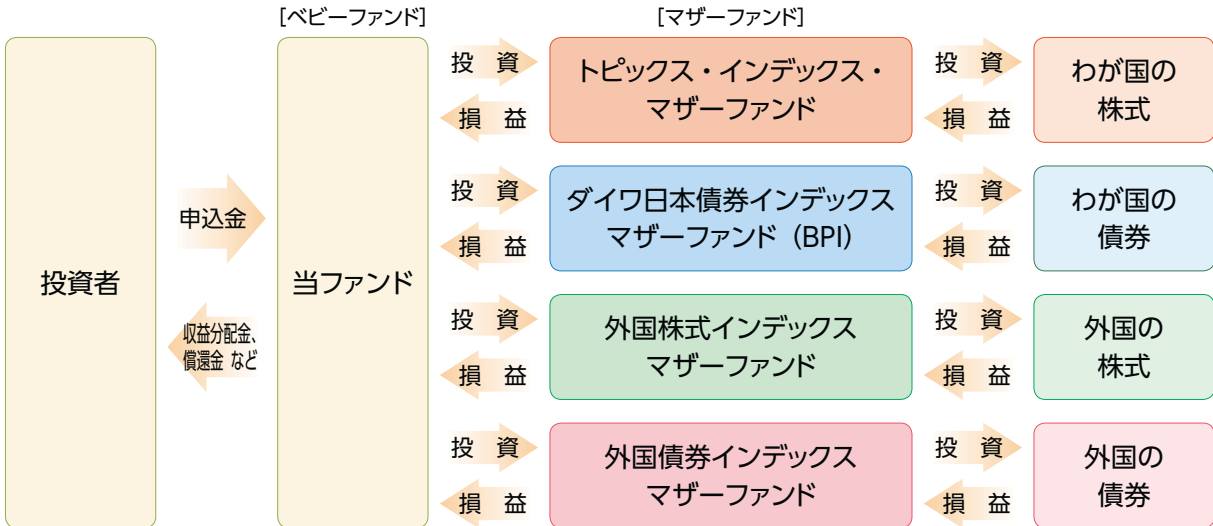 [ベビーファンド]
[マザーファンド]
投資者
申込金
収益分配金、
償還金 など
当ファンド
投 資
損 益
トピックス・インデックス・
マザーファンド
投 資
損 益
わが国の
株式
投 資
損 益
ダイワ日本債券インデックス
マザーファンド（BPI）
投 資
損 益
わが国の
債券
投 資
損 益
外国株式インデックス
マザーファンド
投 資
損 益
外国の
株式
投 資
損 益
外国債券インデックス
マザーファンド
投 資
損 益
外国の
債券